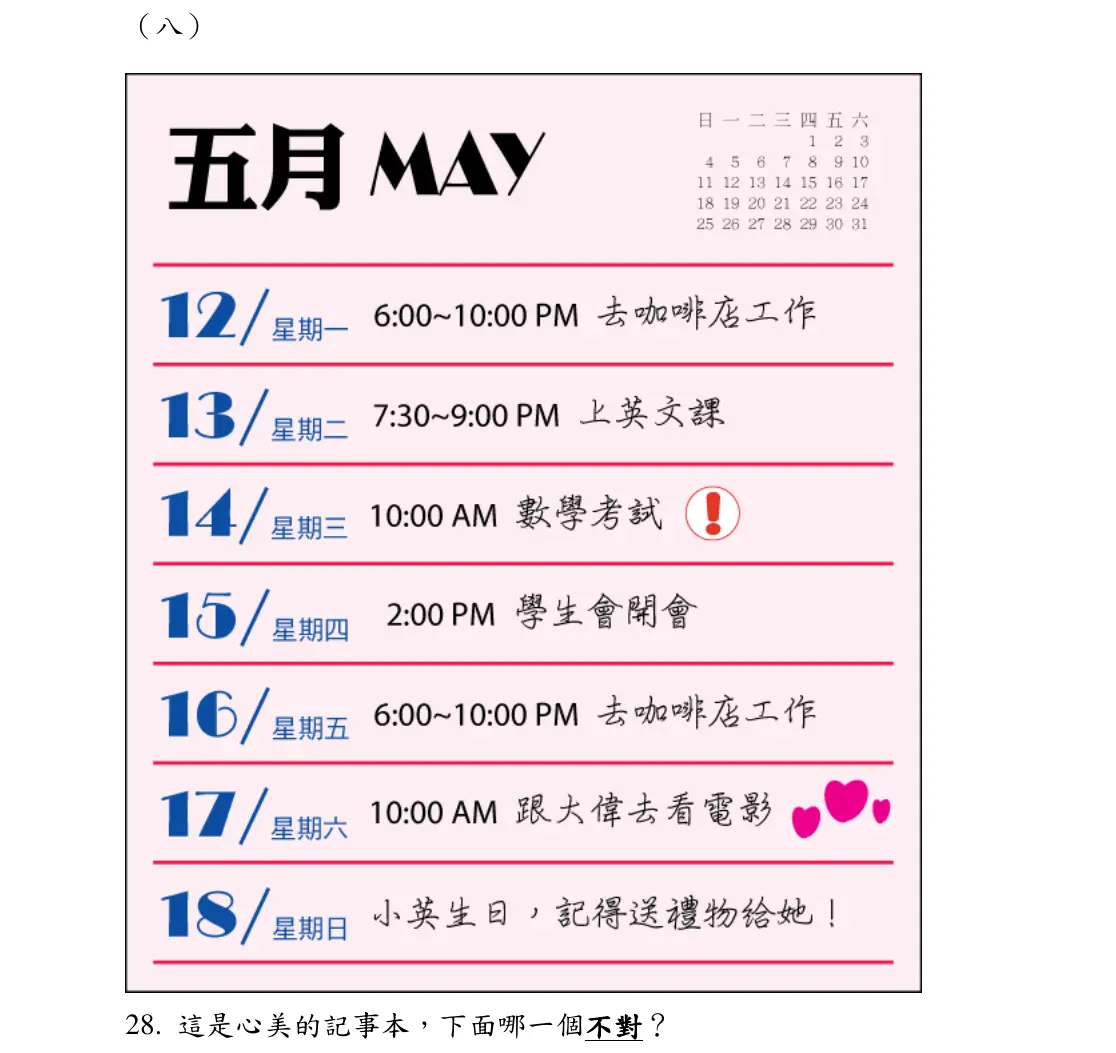 （八）
五月 MAY
日 一 二 三 四 五 六
1 2 3
4 5 6 7 8 9 10
11 12 13 14 15 16 17
18 19 20 21 22 23 24
25 26 27 28 29 30 31
12/ 星期一 6:00~10:00 PM 去咖啡店工作
13/ 星期二 7:30~9:00 PM 上英文課
14/ 星期三 10:00 AM 數學考試 !
15/ 星期四 2:00 PM 學生會開會
16/ 星期五 6:00~10:00 PM 去咖啡店工作
17/ 星期六 10:00 AM 跟大偉去看電影
18/ 星期日 小英生日，記得送禮物給她！
28. 這是心美的記事本，下面哪一個不對？